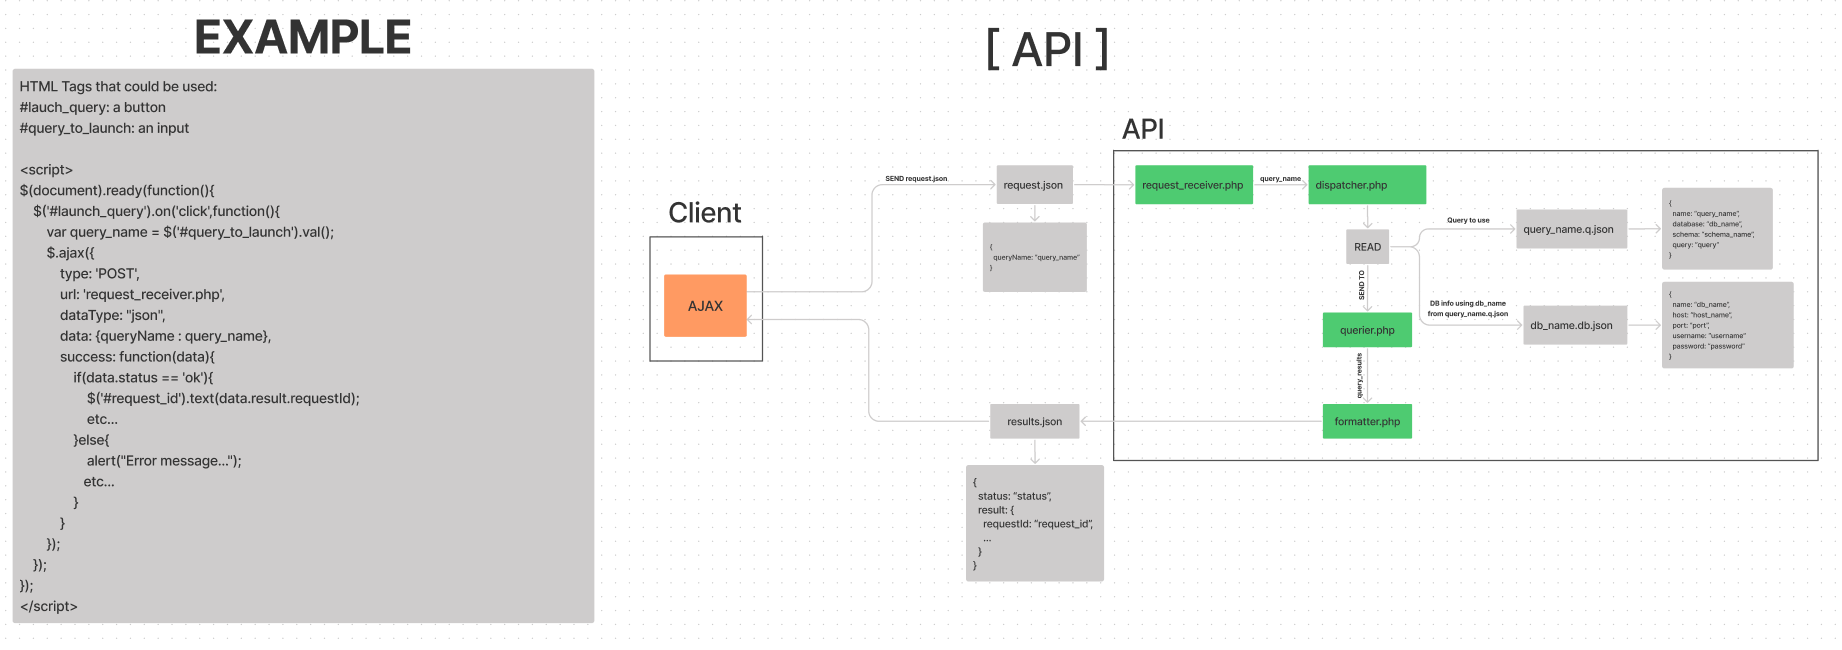 EXAMPLE
HTML Tags that could be used:
#lauch_query: a button
#query_to_launch: an input
<script>
$(document).ready(function(){
$('#launch_query').on('click',function(){
var query_name = $('#query_to_launch').val();
$.ajax({
type: 'POST',
url: 'request_receiver.php',
dataType: "json",
data: {queryName : query_name},
success: function(data){
if(data.status == 'ok'){
$('#request_id').text(data.result.requestId);
etc...
}else{
alert("Error message...");
etc...
}
}
});
});
});
</script>
[ API ]
Client
AJAX
SEND request.json
request.json
{
queryName: "query_name"
}
API
request_receiver.php
query_name
dispatcher.php
READ
Query to use
query_name.q.json
{
name: "query_name",
database: "db_name",
schema: "schema_name",
query: "query"
}
DB info using db_name
from query_name.q.json
db_name.db.json
{
name: "db_name",
host: "host_name",
port: "port",
username: "username"
password: "password"
}
SEND TO
querier.php
query_results
formatter.php
results.json
{
status: "status",
result: {
requestId: "request_id",
...
}
}